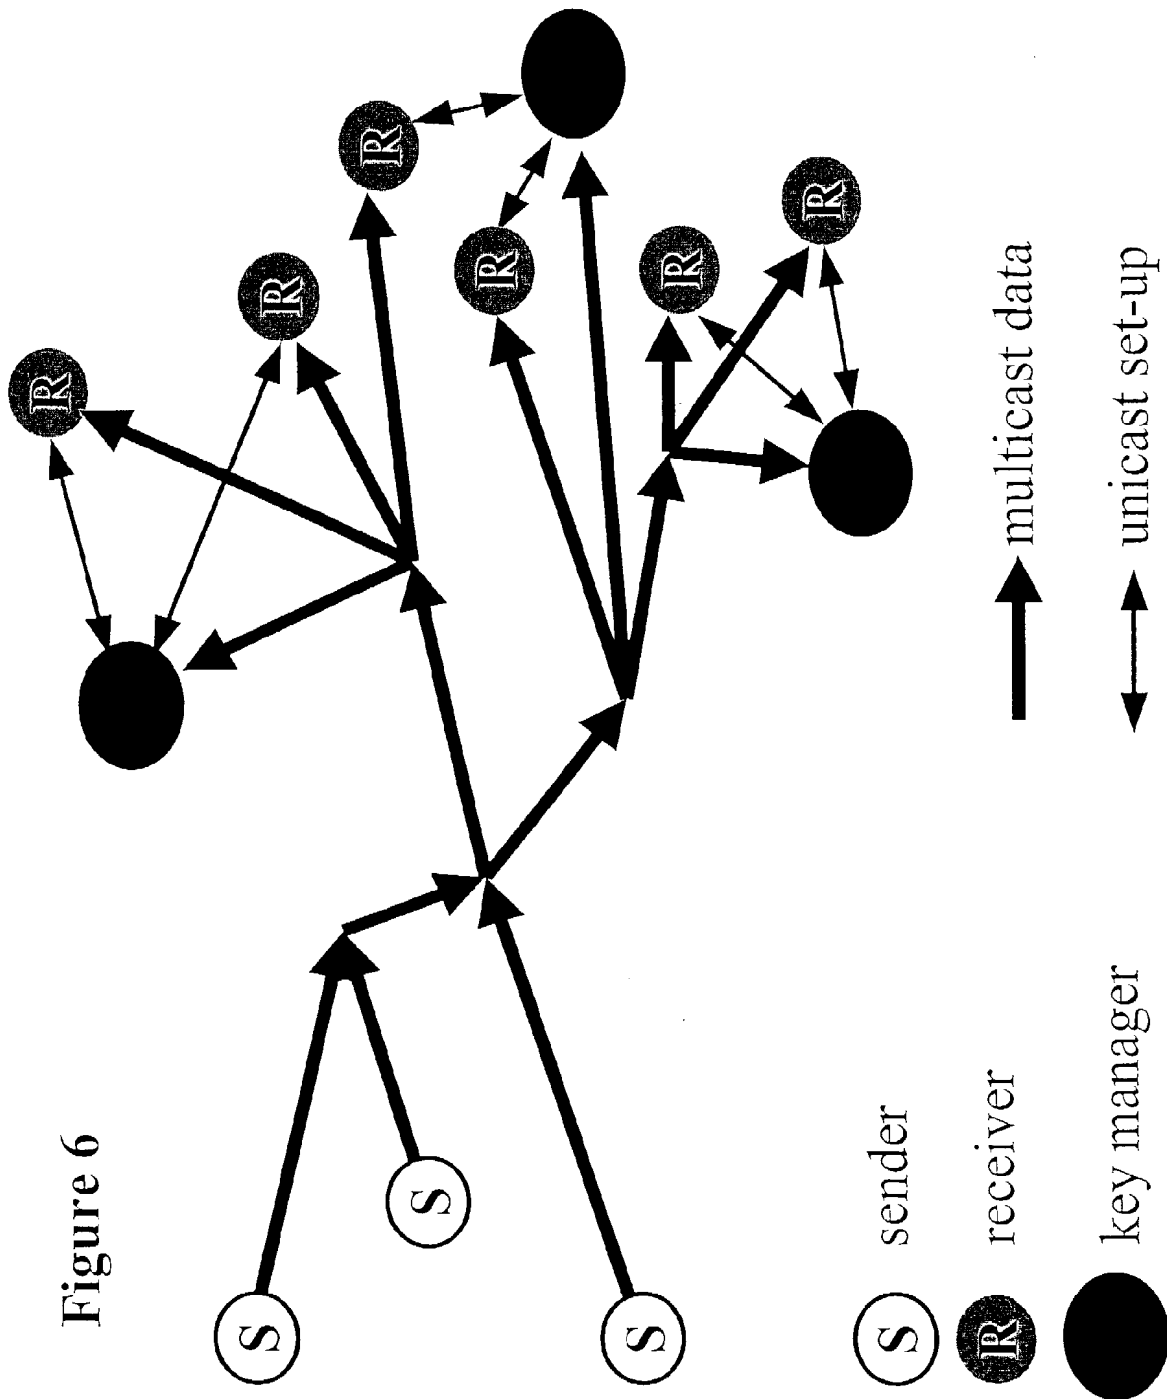 Figure 6
S
S
S
R
R
R
R
R
R
S sender
R receiver
key manager
multicast data
unicast set-up